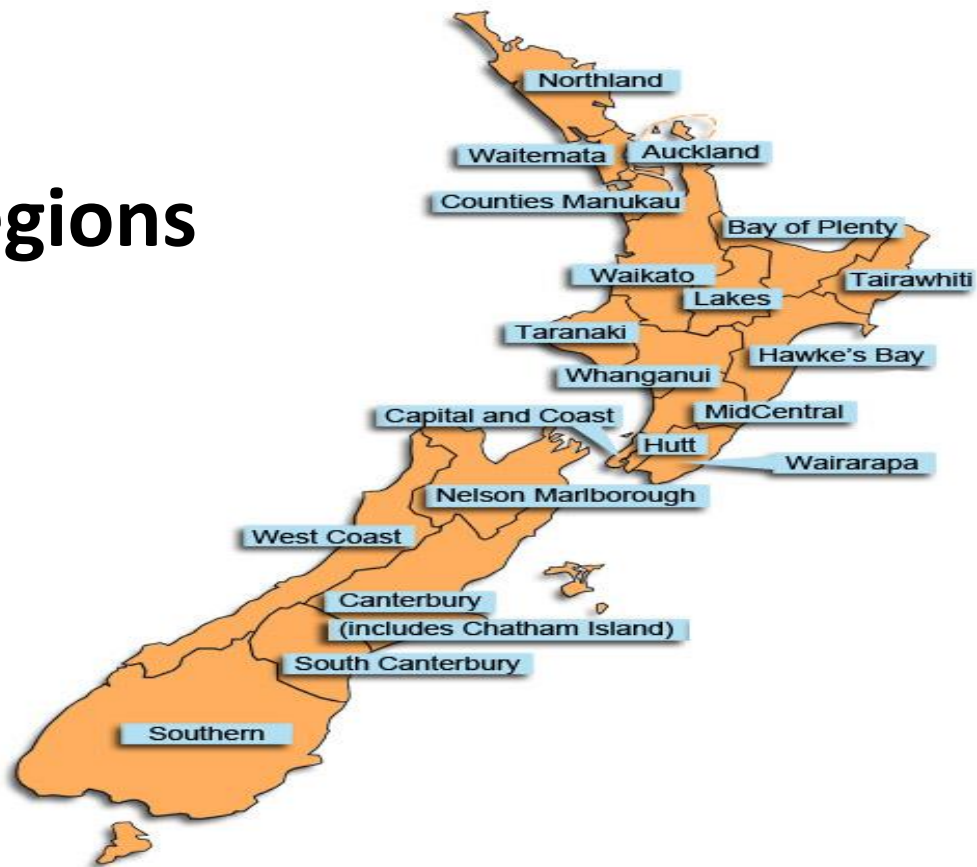 Northland
Waitemata
Auckland
Counties Manukau
Bay of Plenty
Waikato
Tairawhiti
Lakes
Taranaki
Hawke's Bay
Whanganui
Capital and Coast
MidCentral
Hutt
Wairarapa
Nelson Marlborough
West Coast
Canterbury
(includes Chatham Island)
South Canterbury
Southern
egions